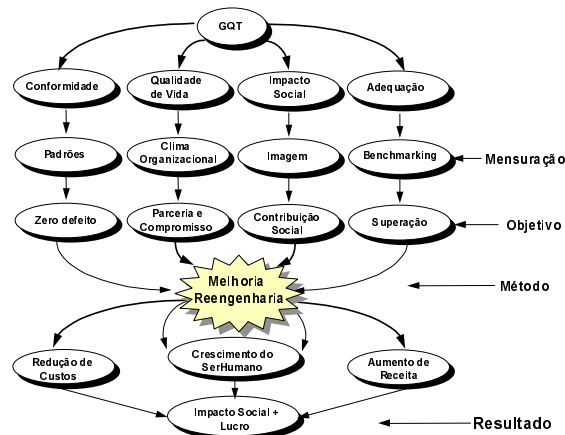 GQT
Conformidade
Qualidade
de Vida
Impacto
Social
Adequação
Padrões
Clima
Organizacional
Imagem
Benchmarking
Mensuração
Zero defeito
Parceria e
Compromisso
Contribuição
Social
Superação
Objetivo
Melhoria
Reengenharia
Método
Redução de
Custos
Crescimento do
SerHumano
Aumento de
Receita
Impacto Social +
Lucro
Resultado